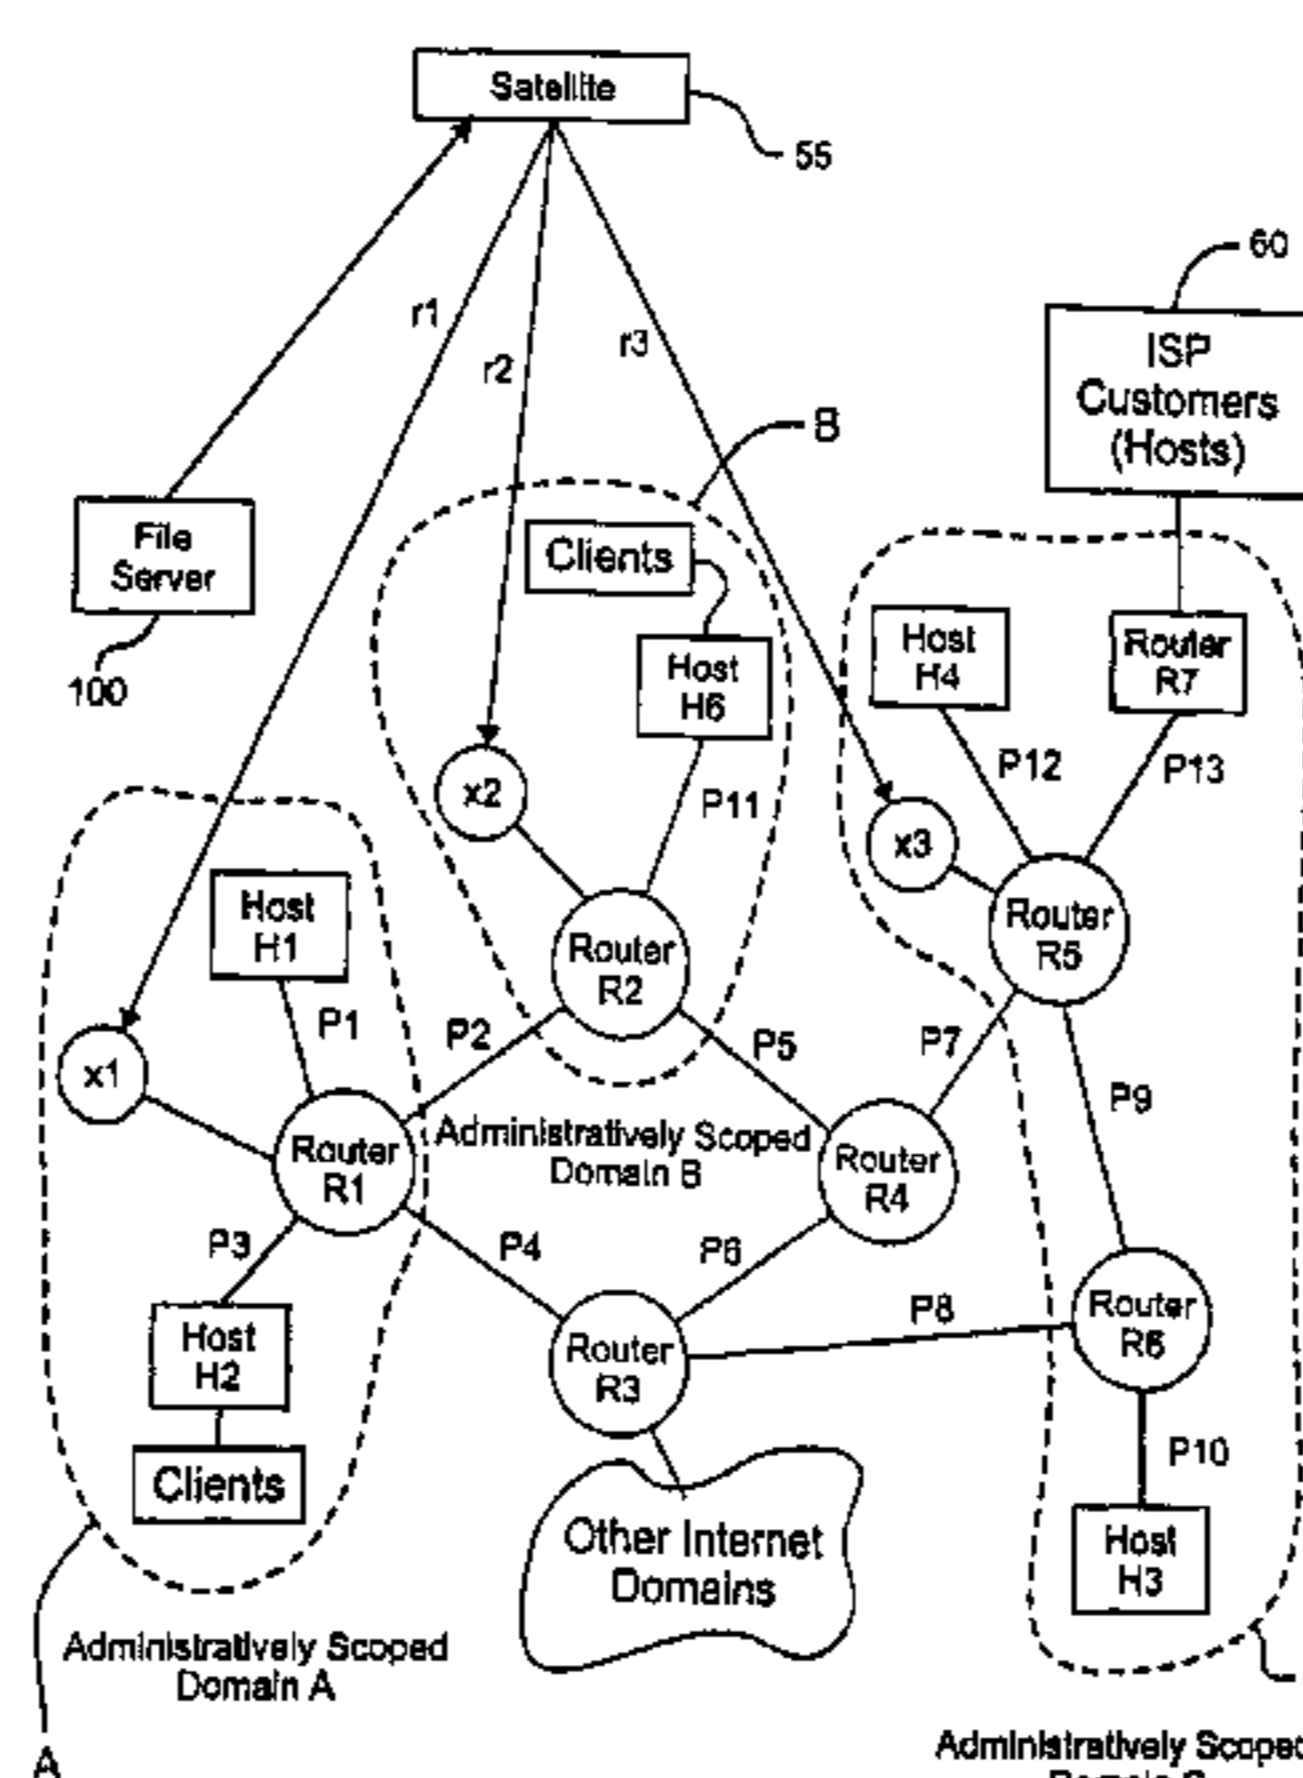 Satellite
55
60
r1
r2
r3
ISP
Customers
(Hosts)
B
File
Server
100
Clients
Host
H6
Host
H4
Router
R7
x2
P11
P12
P13
x3
Host
H1
Router
R2
Router
R5
P1
P2
P5
P7
x1
P9
Router
R1
Administratively Scoped
Domain B
Router
R4
P3
P4
P6
Host
H2
Router
R3
P8
Router
R6
Clients
P10
Other Internet
Domains
Host
H3
Administratively Scoped
Domain A
A
Administratively Scoped